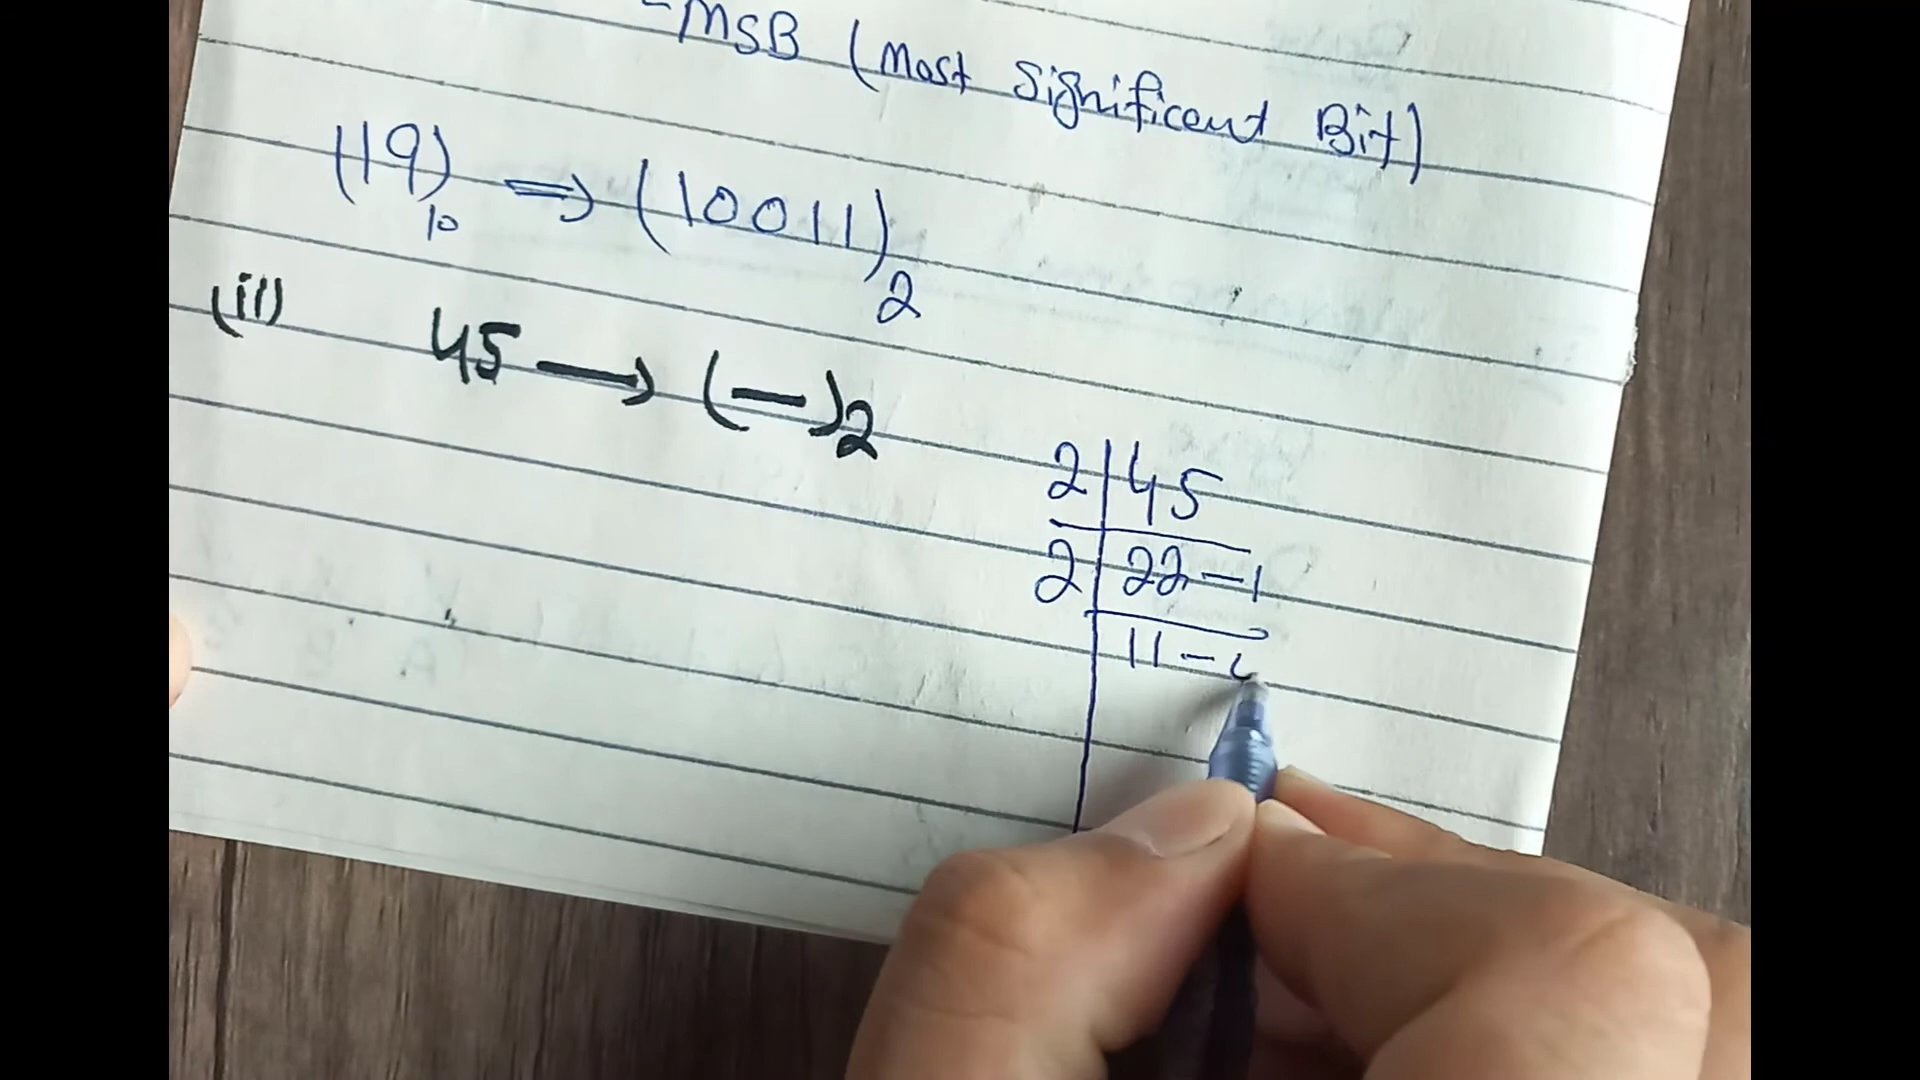 -MSB (Most Significant Bit)
(19)10 ⇒ (10011)2
(ii) 45 → (—)2
2|45
2|22-1
11-